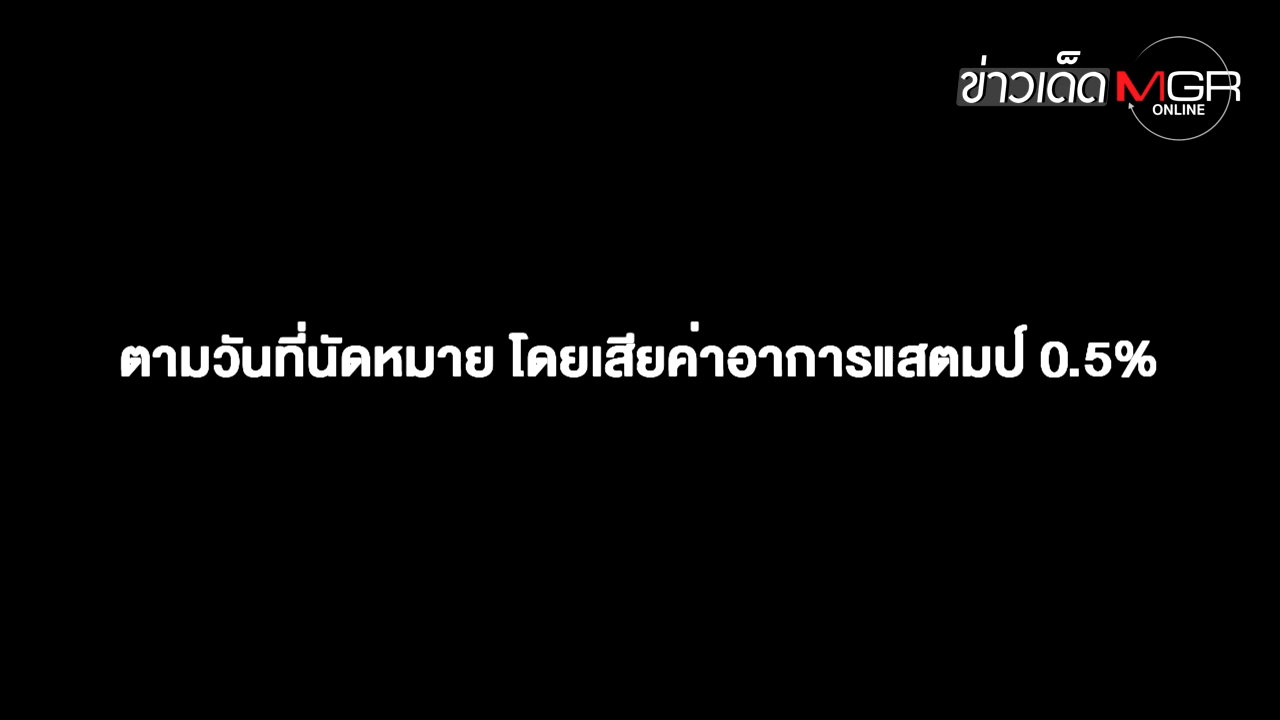 ข่าวเด็ด MGR
ONLINE
ตามวันที่นัดหมาย โดยเสียค่าอาการแสตมป์ 0.5%